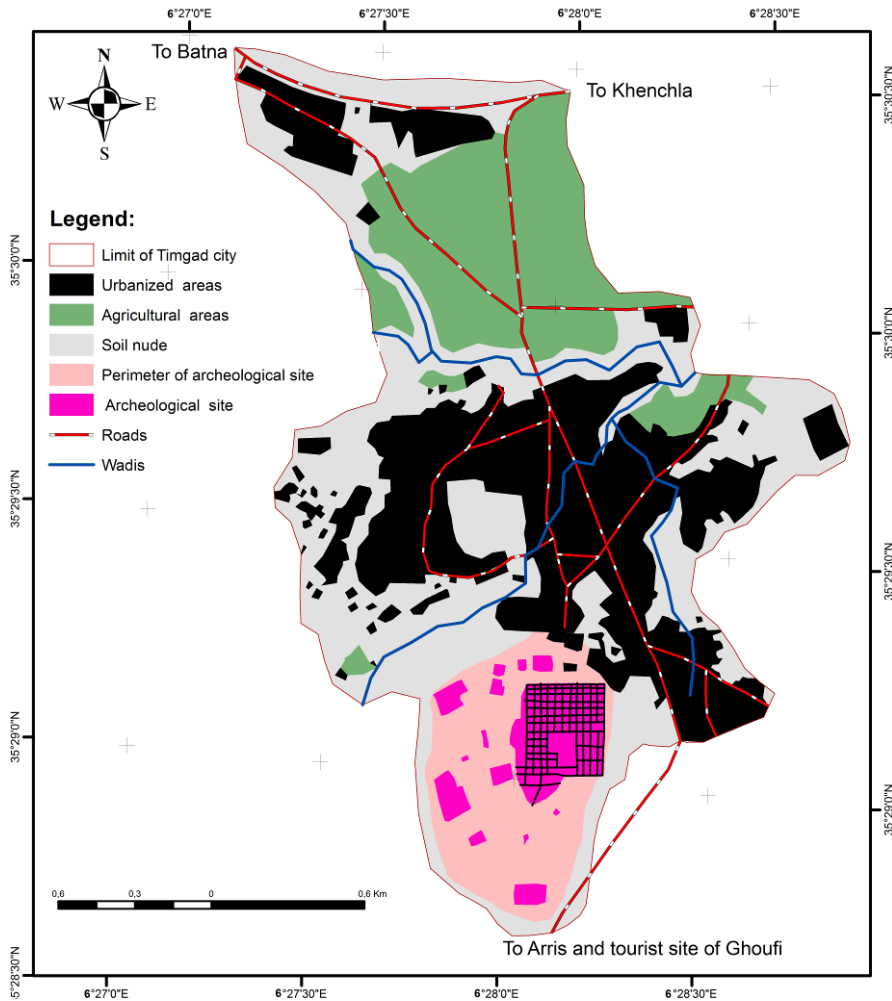 6°27'0"E 6°27'30"E 6°28'0"E 6°28'30"E
To Batna
N
W E
S
To Khenchla
35°30'30"N
Legend:
Limit of Timgad city
35°30'0"N
Urbanized areas
Agricultural areas
35°30'0"N
Soil nude
Perimeter of archeological site
Archeological site
Roads
Wadis
35°29'30"N
35°29'30"N
35°29'0"N
35°29'0"N
0,6 0,3 0 0,6 Km
To Arris and tourist site of Ghoufi
5°28'30"N
6°27'0"E 6°27'30"E 6°28'0"E 6°28'30"E